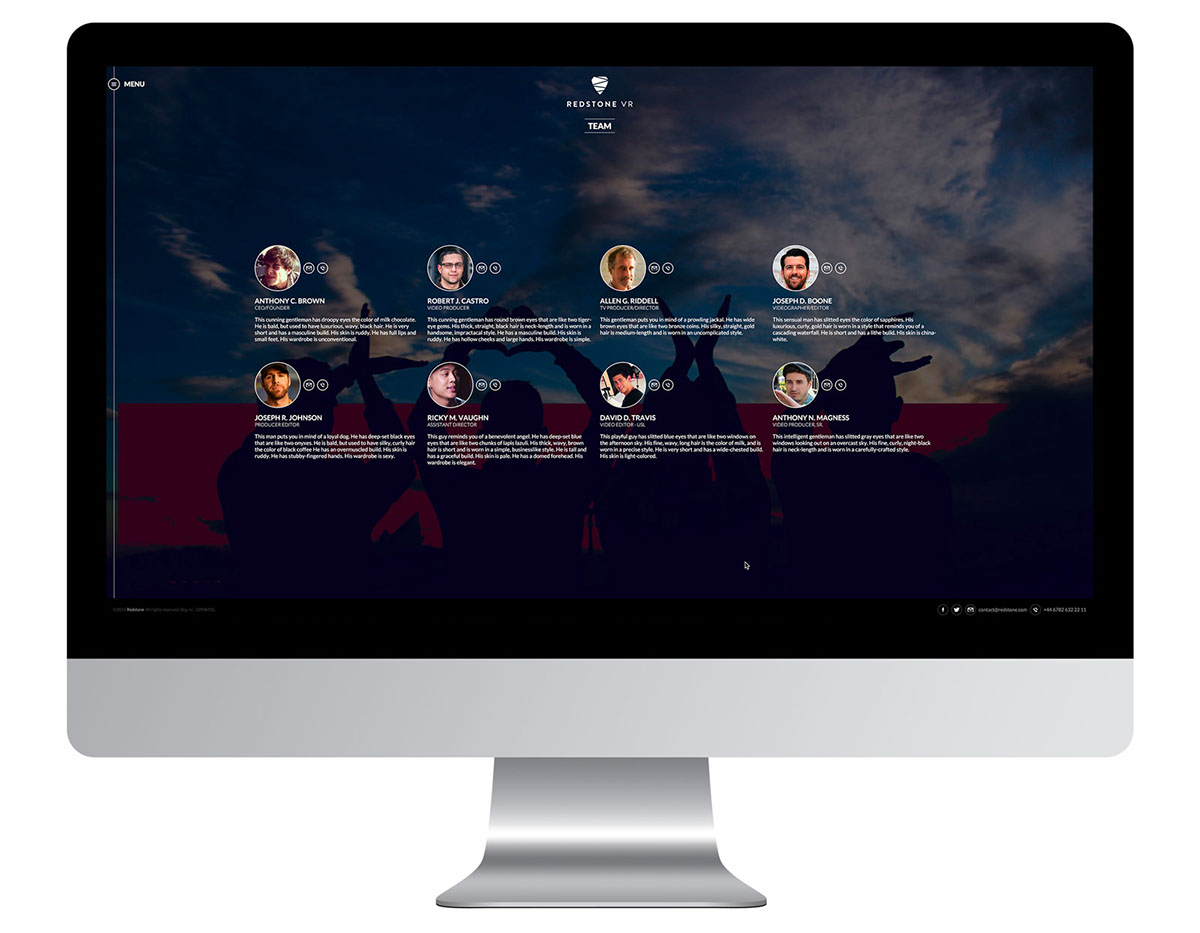 MENU
REDSTONE VR
TEAM
ANTHONY C. BROWN
CEO/FOUNDER
This cunning gentleman has droopy eyes the color of milk chocolate.
He is bald, but used to have luxurious, wavy, black hair. He is very
short and has a masculine build. His skin is ruddy. He has full lips and
small feet. His wardrobe is unconventional.
ROBERT J. CASTRO
VIDEO PRODUCER
This cunning gentleman has round brown eyes that are like two tiger-
eye gems. His thick, straight, black hair is neck-length and is worn in a
handsome, impractacal style. He has a masculine build. His skin is
ruddy. He has hollow cheeks and large hands. His wardrobe is simple.
ALLEN G. RIDDELL
TV PRODUCER/DIRECTOR
This gentleman puts you in mind of a prowling jackal. He has wide
brown eyes that are like two bronze coins. His silky, straight, gold
hair is medium-length and is worn in an uncomplicated style.
JOSEPH D. BOONE
VIDEOGRAPHER/EDITOR
This sensual man has slitted eyes the color of sapphires. His
luxurious, curly, gold hair is worn in a style that reminds you of a
cascading waterfall. He is short and has a lithe build. His skin is china-
white.
JOSEPH R. JOHNSON
PRODUCER EDITOR
This man puts you in mind of a loyal dog. He has deep-set black eyes
that are like two onyxes. He is bald, but used to have silky, curly hair
the color of black coffee He has an overmuscled build. His skin is
ruddy. He has stubby-fingered hands. His wardrobe is sexy.
RICKY M. VAUGHN
ASSISTANT DIRECTOR
This guy reminds you of a benevolent angel. He has deep-set blue
eyes that are like two chunks of lapis lazuli. His thick, wavy, brown
hair is short and is worn in a simple, businesslike style. He is tall and
has a graceful build. His skin is pale. He has a domed forehead. His
wardrobe is elegant.
DAVID D. TRAVIS
VIDEO EDITOR - USL
This playful guy has slitted blue eyes that are like two windows on
the afternoon sky. His fine, wavy, long hair is the color of milk, and is
worn in a precise style. He is very short and has a wide-chested build.
His skin is light-colored.
ANTHONY N. MAGNESS
VIDEO PRODUCER, SR.
This intelligent gentleman has slitted gray eyes that are like two
windows looking out on an overcast sky. His fine, curly, night-black
hair is neck-length and is worn in a carefully-crafted style.
Redstone. All rights reserved.
contact@redstone.com
+44 6782 632 22 11